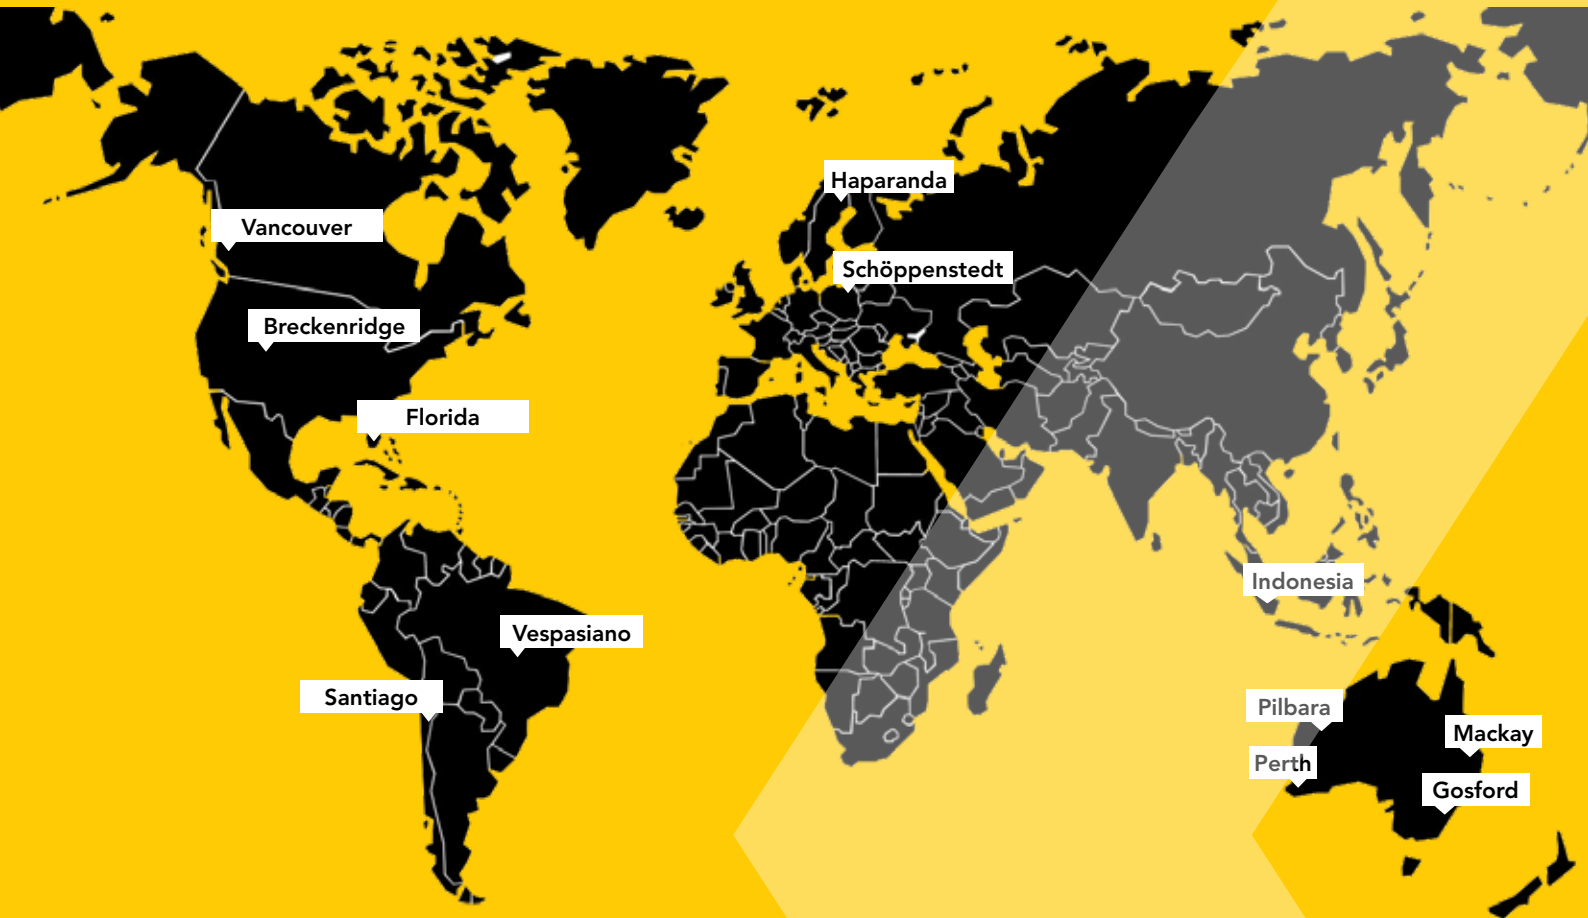 Haparanda
Vancouver
Schöppenstedt
Breckenridge
Florida
Indonesia
Vespasiano
Santiago
Pilbara
Mackay
Perth
Gosford